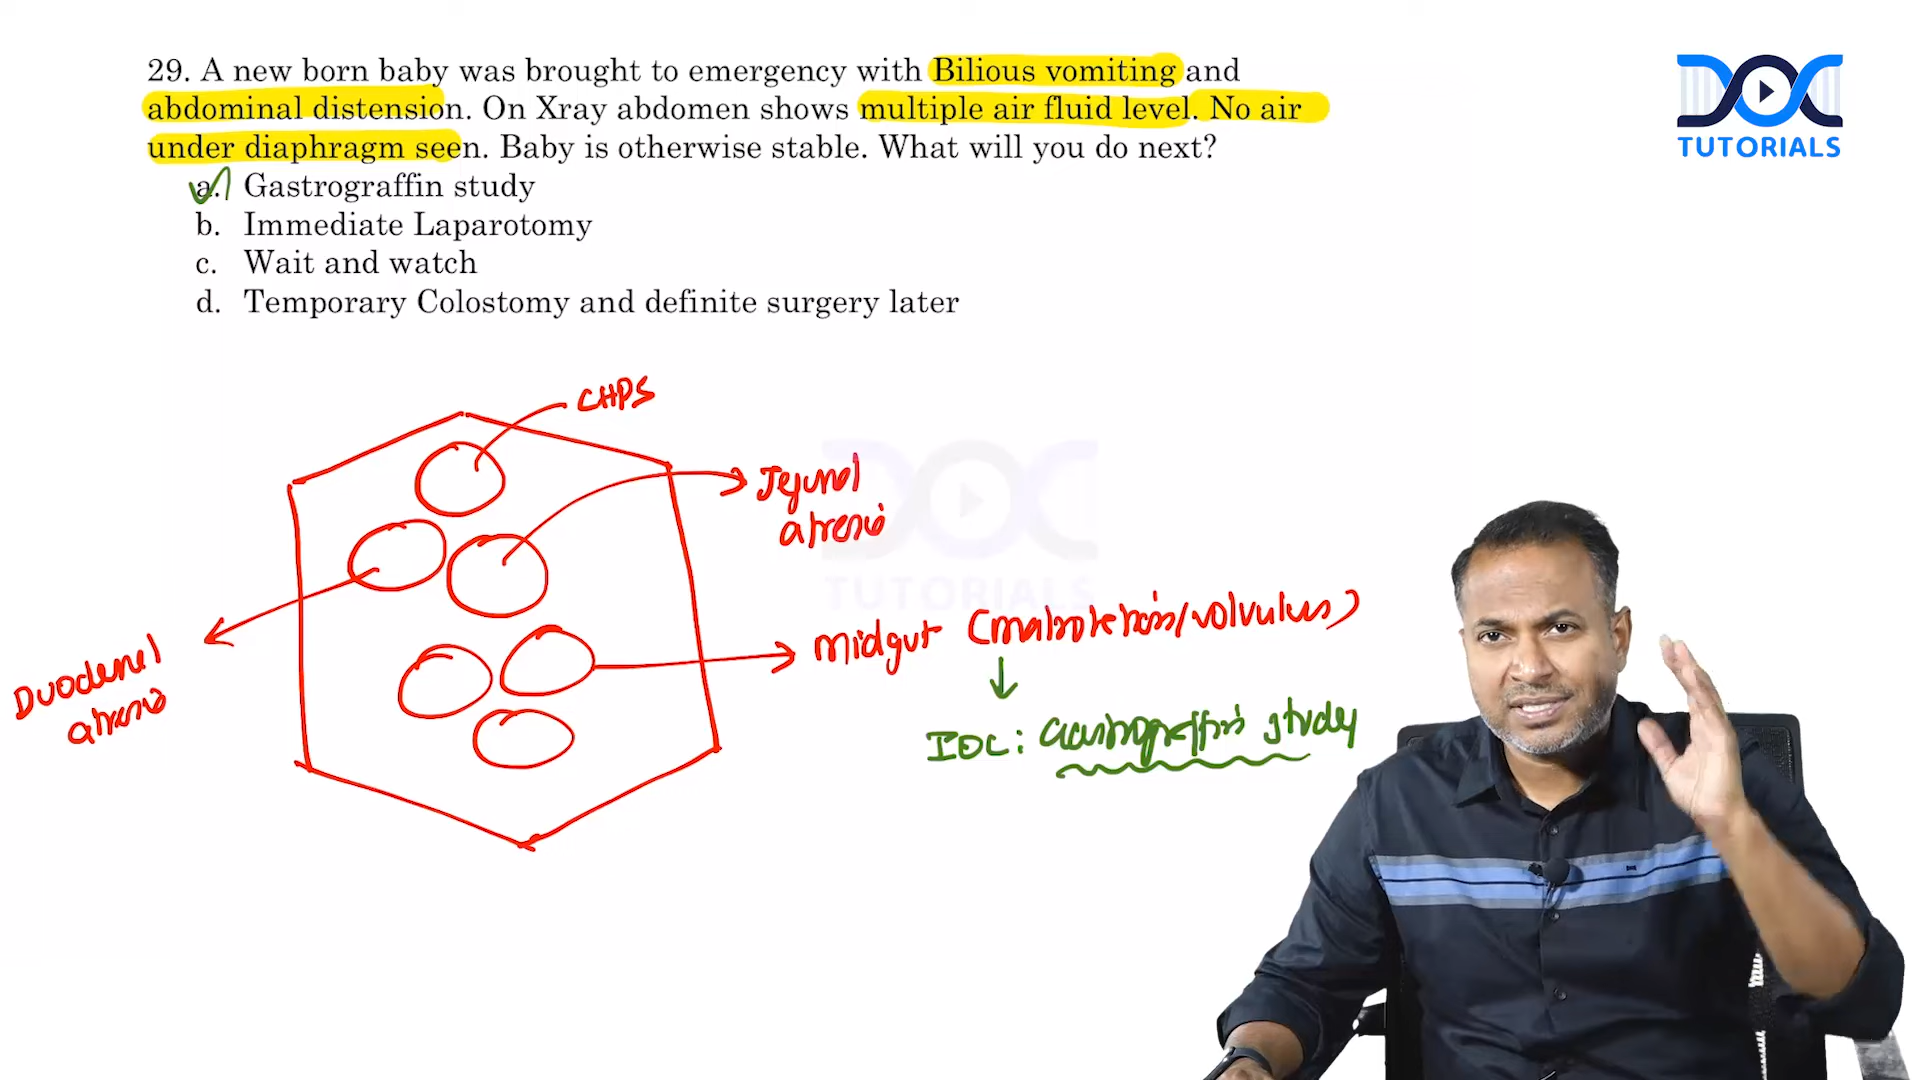 29. A new born baby was brought to emergency with Bilious vomiting and
abdominal distension. On Xray abdomen shows multiple air fluid level. No air
under diaphragm seen. Baby is otherwise stable. What will you do next?
a. Gastrograffin study
b. Immediate Laparotomy
c. Wait and watch
d. Temporary Colostomy and definite surgery later
DOC
TUTORIALS
CHPS
Jejunal
atresia
DOC
TUTORIALS
Midgut (malrotation/volvulus)
Duodenal
atresia
IOC: Gastrograffin study